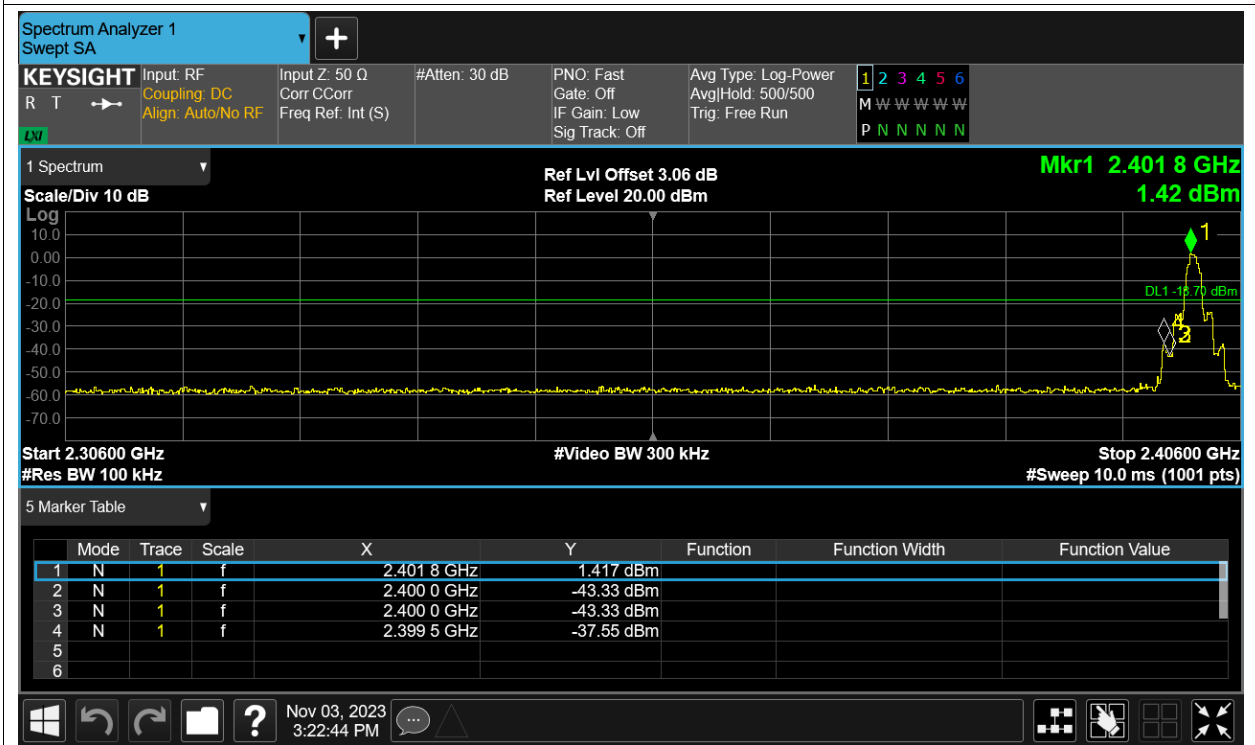 Spectrum Analyzer 1
Swept SA
KEYSIGHT
R T
LXI
Input: RF
Coupling: DC
Align: Auto/No RF
Input Z: 50 Ω
Corr CCorr
Freq Ref: Int (S)
#Atten: 30 dB
PNO: Fast
Gate: Off
IF Gain: Low
Sig Track: Off
Avg Type: Log-Power
Avg|Hold: 500/500
Trig: Free Run
1 2 3 4 5 6
M W W W W W
P N N N N N
1 Spectrum
Scale/Div 10 dB
Ref Lvl Offset 3.06 dB
Ref Level 20.00 dBm
Mkr1 2.401 8 GHz
1.42 dBm
Log
10.0
0.00
-10.0
-20.0
-30.0
-40.0
-50.0
-60.0
-70.0
1
DL1 -18.70 dBm
Start 2.30600 GHz
#Res BW 100 kHz
#Video BW 300 kHz
Stop 2.40600 GHz
#Sweep 10.0 ms (1001 pts)
5 Marker Table
Mode Trace Scale X Y Function Function Width Function Value
1 N 1 f 2.401 8 GHz 1.417 dBm
2 N 1 f 2.400 0 GHz -43.33 dBm
3 N 1 f 2.400 0 GHz -43.33 dBm
4 N 1 f 2.399 5 GHz -37.55 dBm
5
6
?
Nov 03, 2023
3:22:44 PM